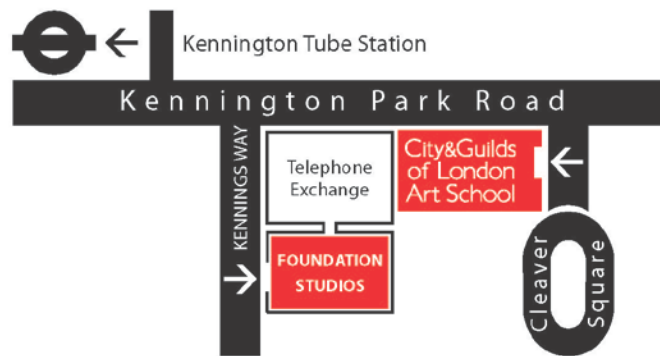 Kennington Tube Station
Kennington Park Road
KENNINGS WAY
Telephone
Exchange
City&Guilds
of London
Art School
FOUNDATION
STUDIOS
Cleaver
Square